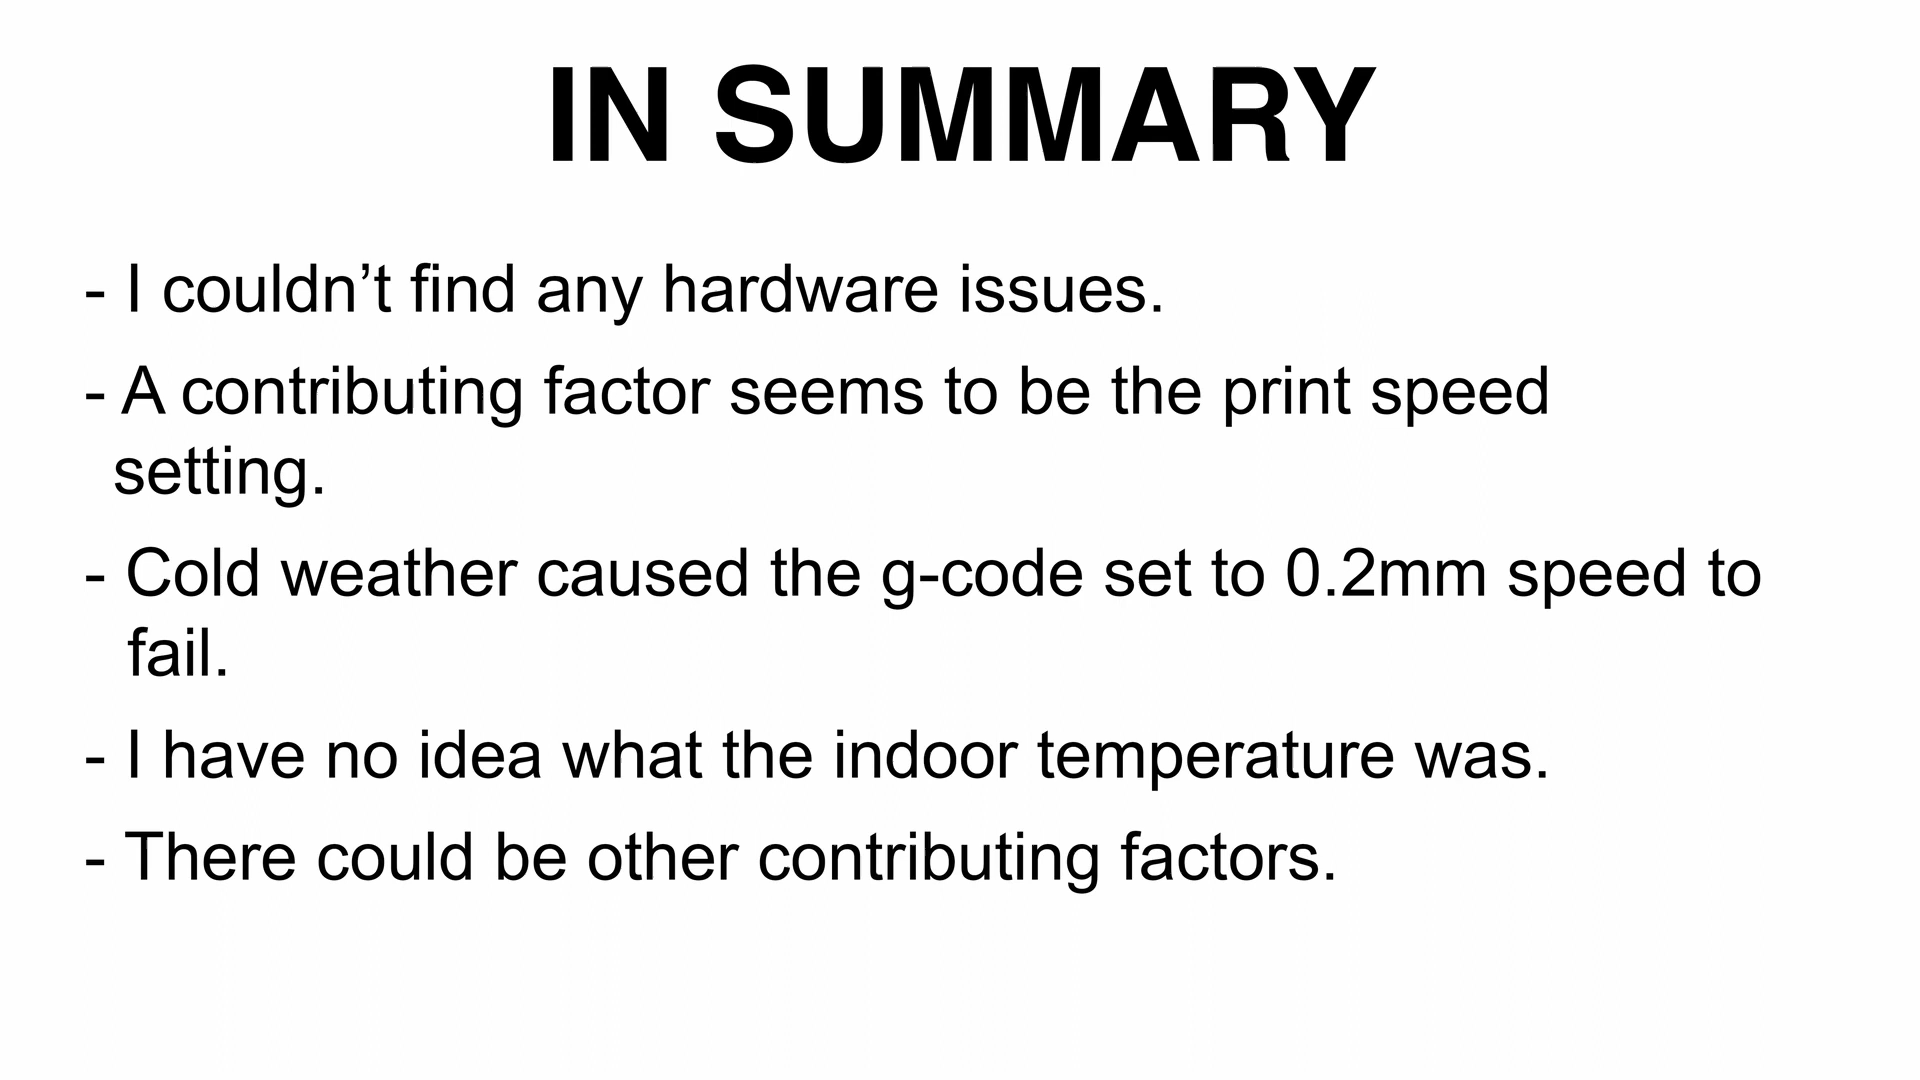 IN SUMMARY
- I couldn’t find any hardware issues.
- A contributing factor seems to be the print speed
setting.
- Cold weather caused the g-code set to 0.2mm speed to
fail.
- I have no idea what the indoor temperature was.
- There could be other contributing factors.